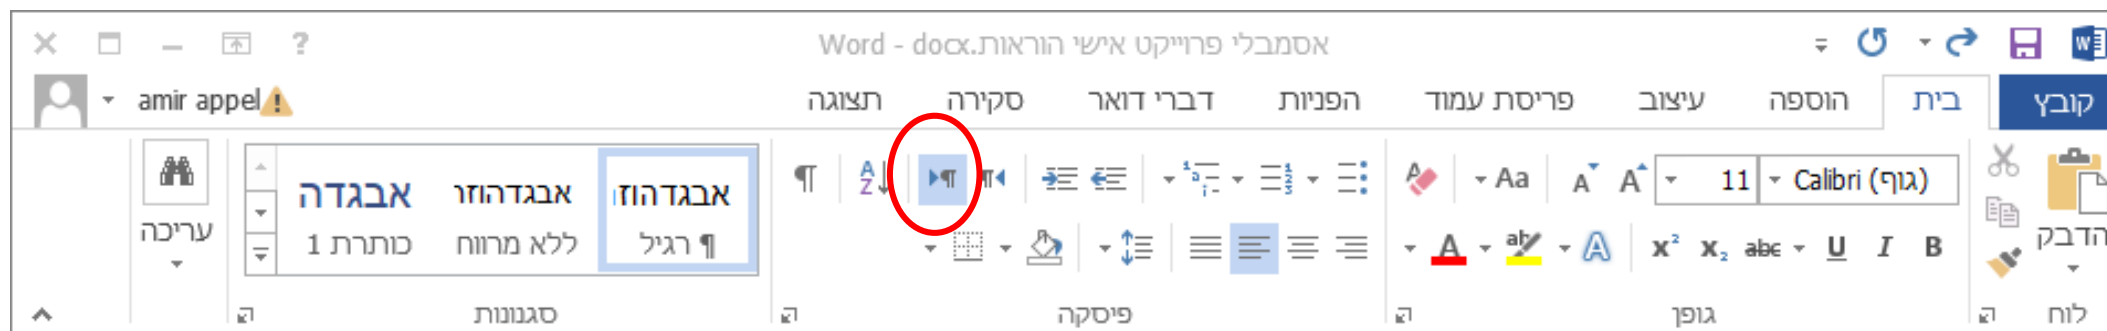 אסמבלי פרוייקט אישי הוראות.docx - Word
?
קובץ
בית
הוספה
עיצוב
פריסת עמוד
הפניות
דברי דואר
סקירה
תצוגה
amir appel
הדבק
לוח
Calibri (גוף)
11
Aa
B I U abc x₂ x²
גופן
פיסקה
אבגדהוזו
¶ רגיל
אבגדהוזו
ללא מרווח
אבגדה
כותרת 1
סגנונות
עריכה